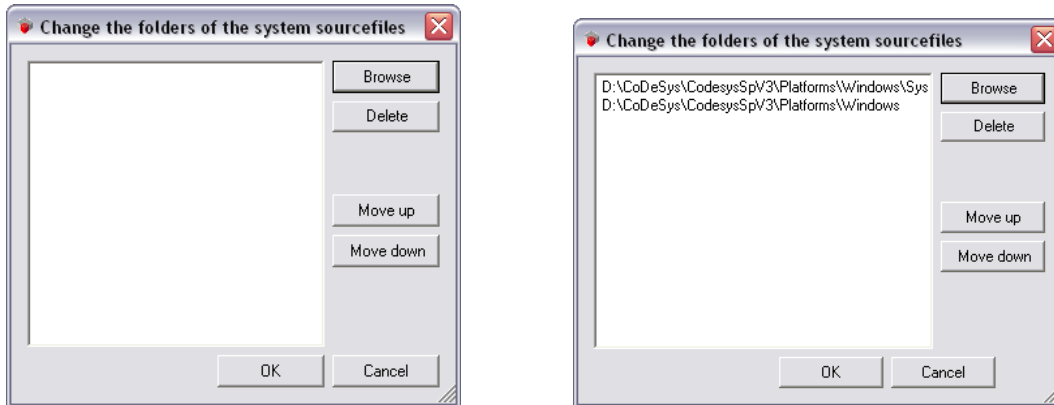 Change the folders of the system sourcefiles
Browse
Delete
Move up
Move down
OK Cancel
Change the folders of the system sourcefiles
D:\CoDeSys\CodesysSpV3\Platforms\Windows\Sys
D:\CoDeSys\CodesysSpV3\Platforms\Windows
Browse
Delete
Move up
Move down
OK Cancel